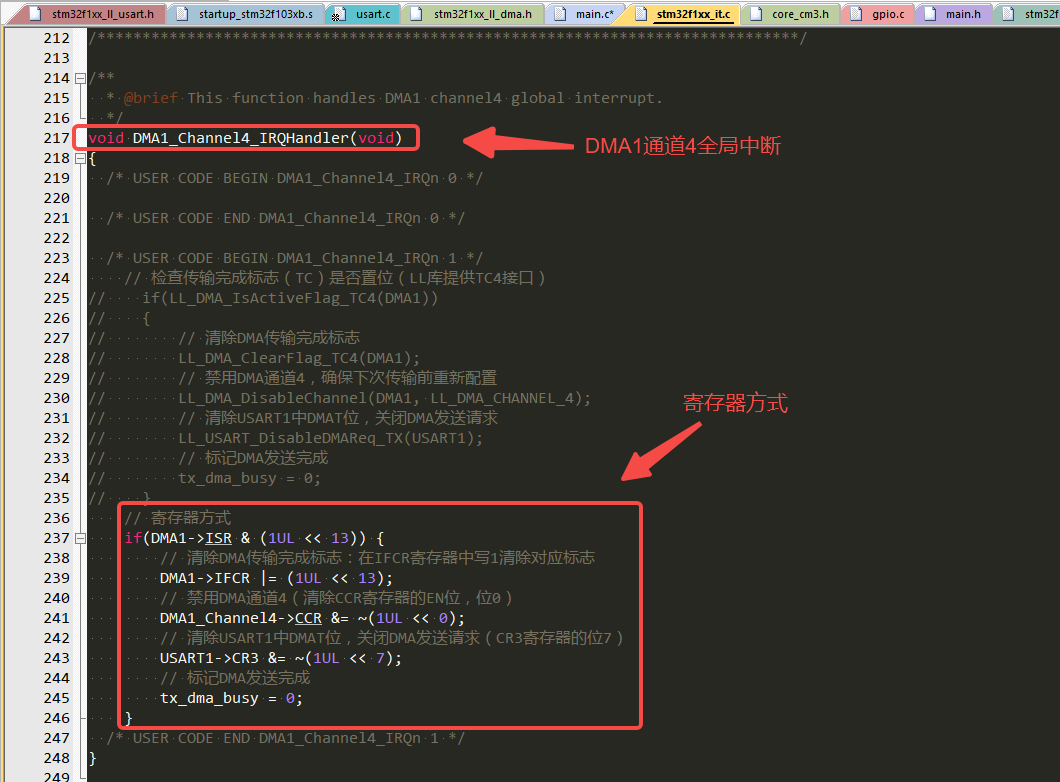 stm32f1xx_ll_usart.h startup_stm32f103xb.s usart.c stm32f1xx_ll_dma.h main.c* stm32f1xx_it.c core_cm3.h gpio.c main.h stm32f
212 /******************************************************************************/
213
214 /**
215 * @brief This function handles DMA1 channel4 global interrupt.
216 */
217 void DMA1_Channel4_IRQHandler(void)
DMA1通道4全局中断
218 {
219 /* USER CODE BEGIN DMA1_Channel4_IRQn 0 */
220
221 /* USER CODE END DMA1_Channel4_IRQn 0 */
222
223 /* USER CODE BEGIN DMA1_Channel4_IRQn 1 */
224 // 检查传输完成标志（TC）是否置位（LL库提供TC4接口）
225 // if(LL_DMA_IsActiveFlag_TC4(DMA1))
226 // {
227 // // 清除DMA传输完成标志
228 // LL_DMA_ClearFlag_TC4(DMA1);
229 // // 禁用DMA通道4，确保下次传输前重新配置
230 // LL_DMA_DisableChannel(DMA1, LL_DMA_CHANNEL_4);
寄存器方式
231 // // 清除USART1中DMAT位，关闭DMA发送请求
232 // LL_USART_DisableDMAReq_TX(USART1);
233 // // 标记DMA发送完成
234 // tx_dma_busy = 0;
235 // }
236 // 寄存器方式
237 if(DMA1->ISR & (1UL << 13)) {
238 // 清除DMA传输完成标志：在IFCR寄存器中写1清除对应标志
239 DMA1->IFCR |= (1UL << 13);
240 // 禁用DMA通道4（清除CCR寄存器的EN位，位0）
241 DMA1_Channel4->CCR &= ~(1UL << 0);
242 // 清除USART1中DMAT位，关闭DMA发送请求（CR3寄存器的位7）
243 USART1->CR3 &= ~(1UL << 7);
244 // 标记DMA发送完成
245 tx_dma_busy = 0;
246 }
247 /* USER CODE END DMA1_Channel4_IRQn 1 */
248 }
249